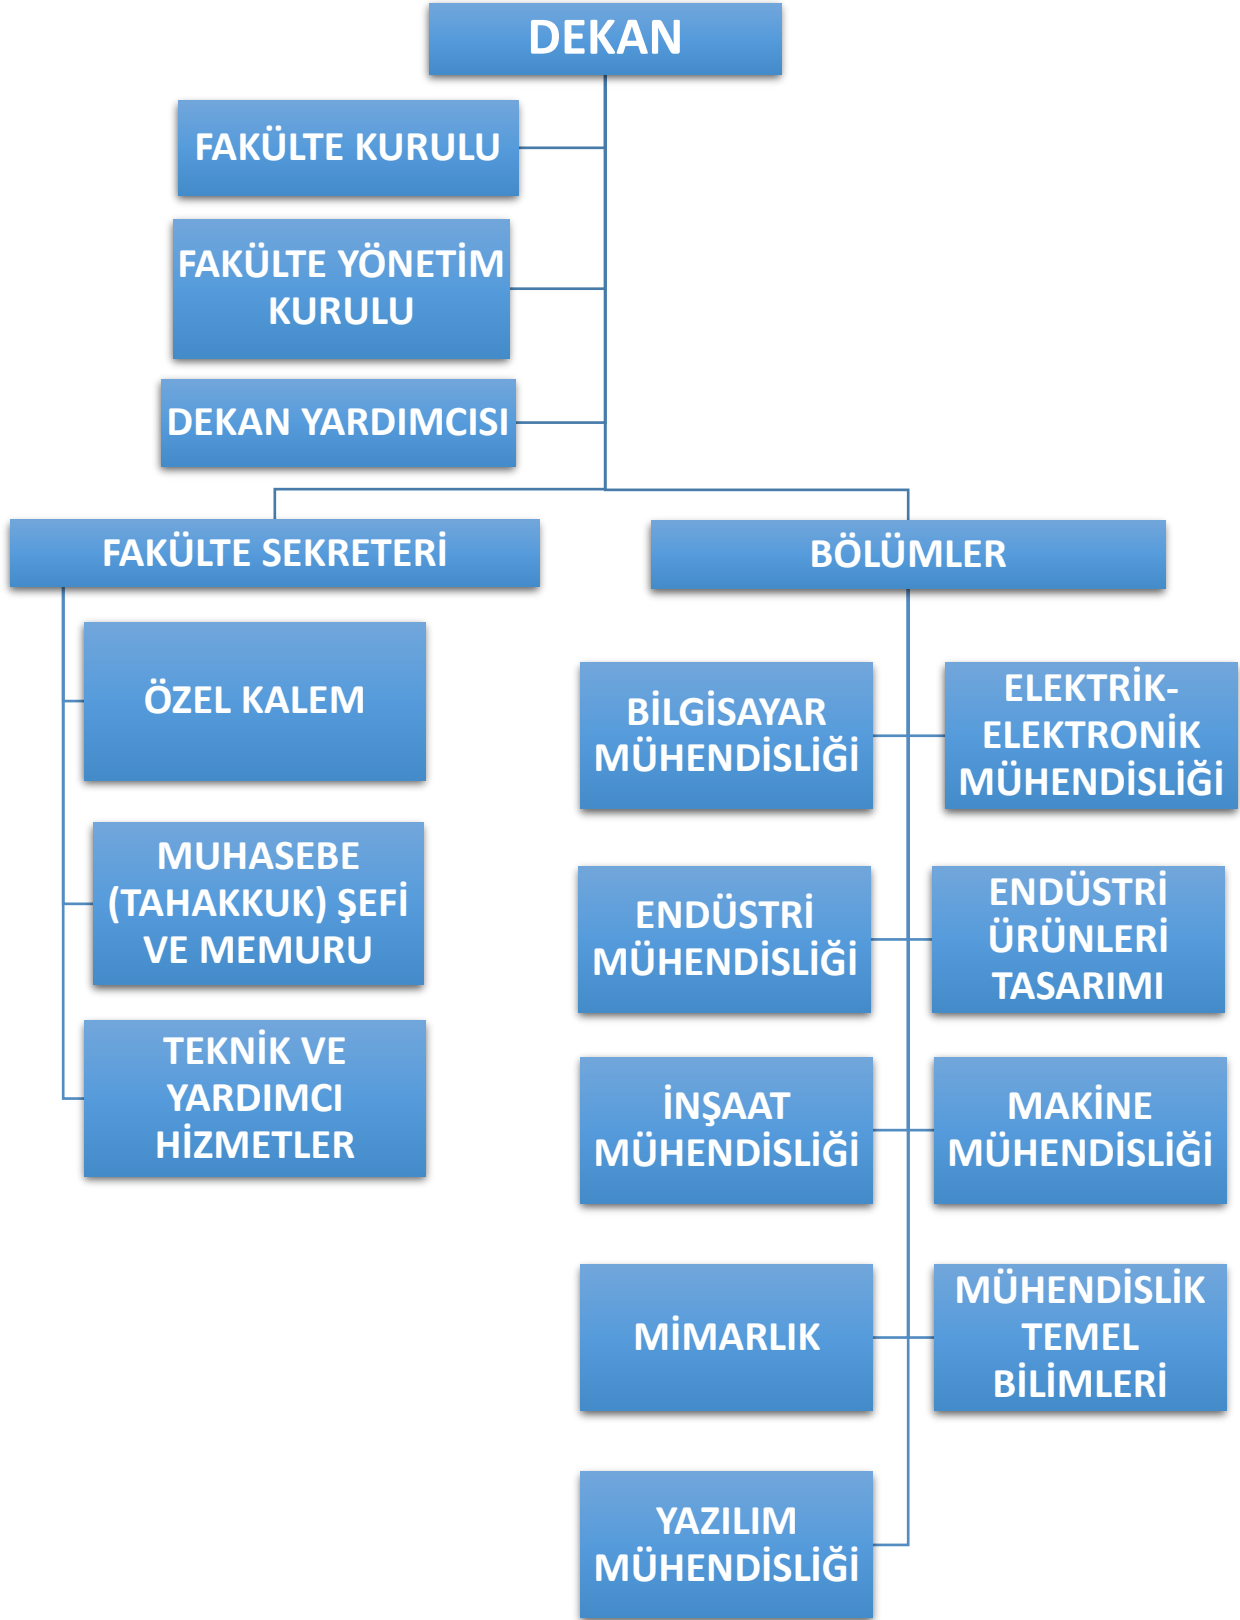 DEKAN
FAKÜLTE KURULU
FAKÜLTE YÖNETİM
KURULU
DEKAN YARDIMCISI
FAKÜLTE SEKRETERİ
ÖZEL KALEM
MUHASEBE
(TAHAKKUK) ŞEFİ
VE MEMURU
TEKNİK VE
YARDIMCI
HİZMETLER
BÖLÜMLER
BİLGİSAYAR
MÜHENDİSLİĞİ
ELEKTRİK-
ELEKTRONİK
MÜHENDİSLİĞİ
ENDÜSTRİ
MÜHENDİSLİĞİ
ENDÜSTRİ
ÜRÜNLERİ
TASARIMI
İNŞAAT
MÜHENDİSLİĞİ
MAKİNE
MÜHENDİSLİĞİ
MİMARLIK
MÜHENDİSLİK
TEMEL
BİLİMLERİ
YAZILIM
MÜHENDİSLİĞİ